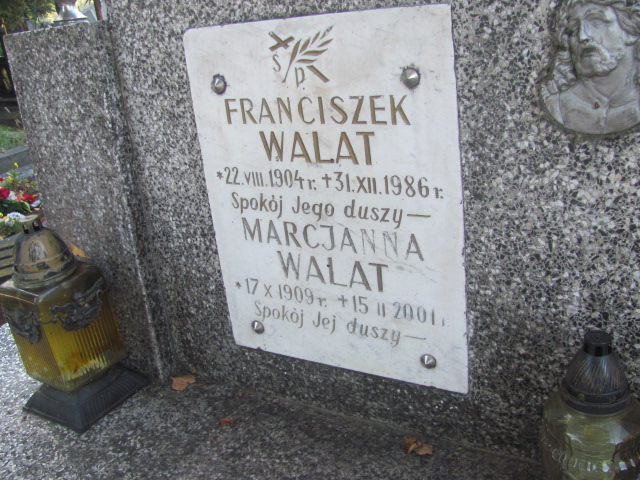 Ś. P.
FRANCISZEK
WALAT
*22.VIII.1904r. +31.XII.1986r.
Spokój Jego duszy—
MARCJANNA
WALAT
*17 X 1909r. +15 II 2001r
Spokój Jej duszy—